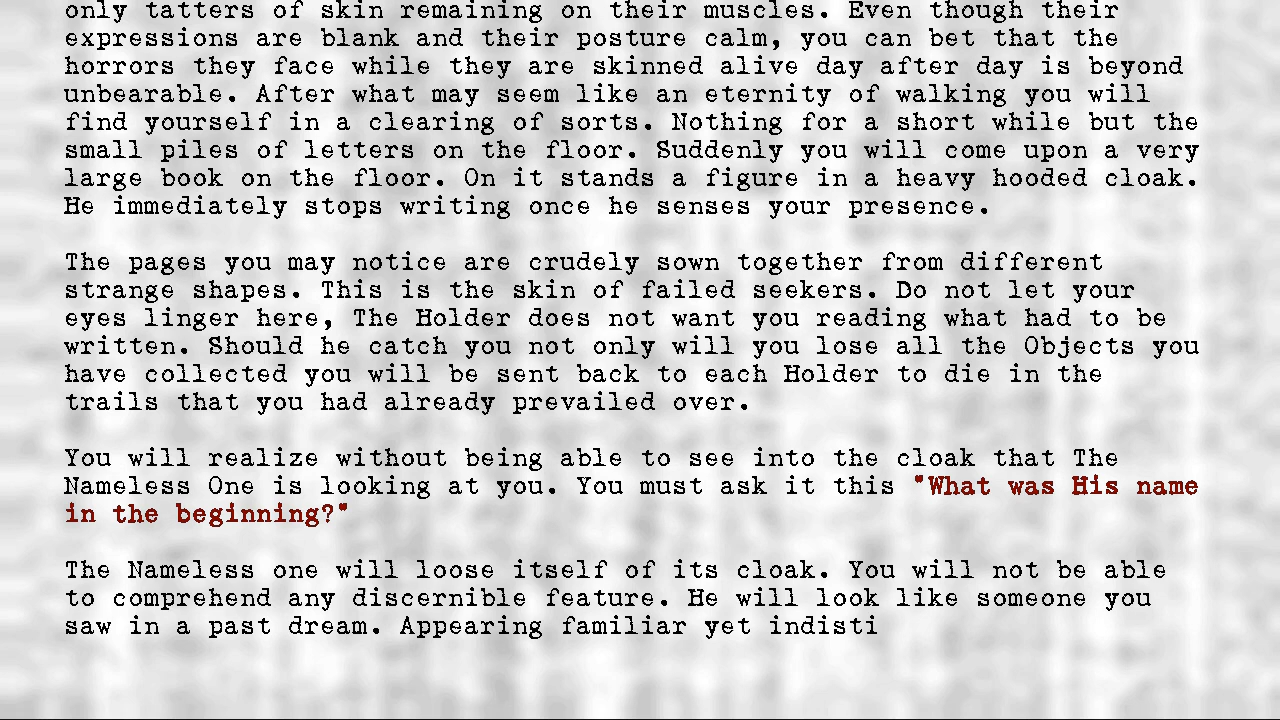 only tatters of skin remaining on their muscles. Even though their
expressions are blank and their posture calm, you can bet that the
horrors they face while they are skinned alive day after day is beyond
unbearable. After what may seem like an eternity of walking you will
find yourself in a clearing of sorts. Nothing for a short while but the
small piles of letters on the floor. Suddenly you will come upon a very
large book on the floor. On it stands a figure in a heavy hooded cloak.
He immediately stops writing once he senses your presence.
The pages you may notice are crudely sown together from different
strange shapes. This is the skin of failed seekers. Do not let your
eyes linger here, The Holder does not want you reading what had to be
written. Should he catch you not only will you lose all the Objects you
have collected you will be sent back to each Holder to die in the
trails that you had already prevailed over.
You will realize without being able to see into the cloak that The
Nameless One is looking at you. You must ask it this "What was His name
in the beginning?"
The Nameless one will loose itself of its cloak. You will not be able
to comprehend any discernible feature. He will look like someone you
saw in a past dream. Appearing familiar yet indisti